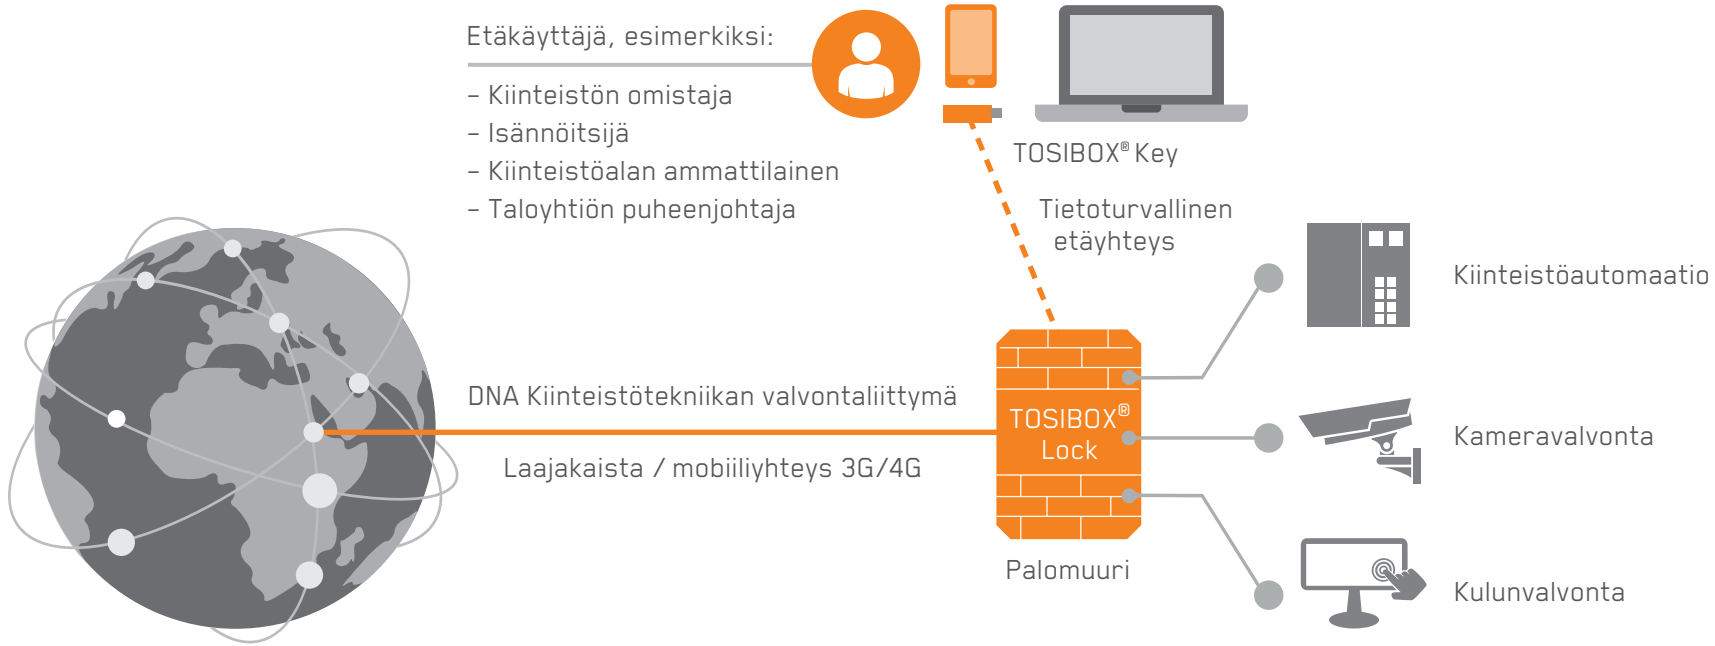 Etäkäyttäjä, esimerkiksi:
– Kiinteistön omistaja
– Isännöitsijä
– Kiinteistöalan ammattilainen
– Taloyhtiön puheenjohtaja
TOSIBOX® Key
Tietoturvallinen
etäyhteys
DNA Kiinteistötekniikan valvontaliittymä
Laajakaista / mobiiliyhteys 3G/4G
TOSIBOX®
Lock
Palomuuri
Kiinteistöautomaatio
Kameravalvonta
Kulunvalvonta